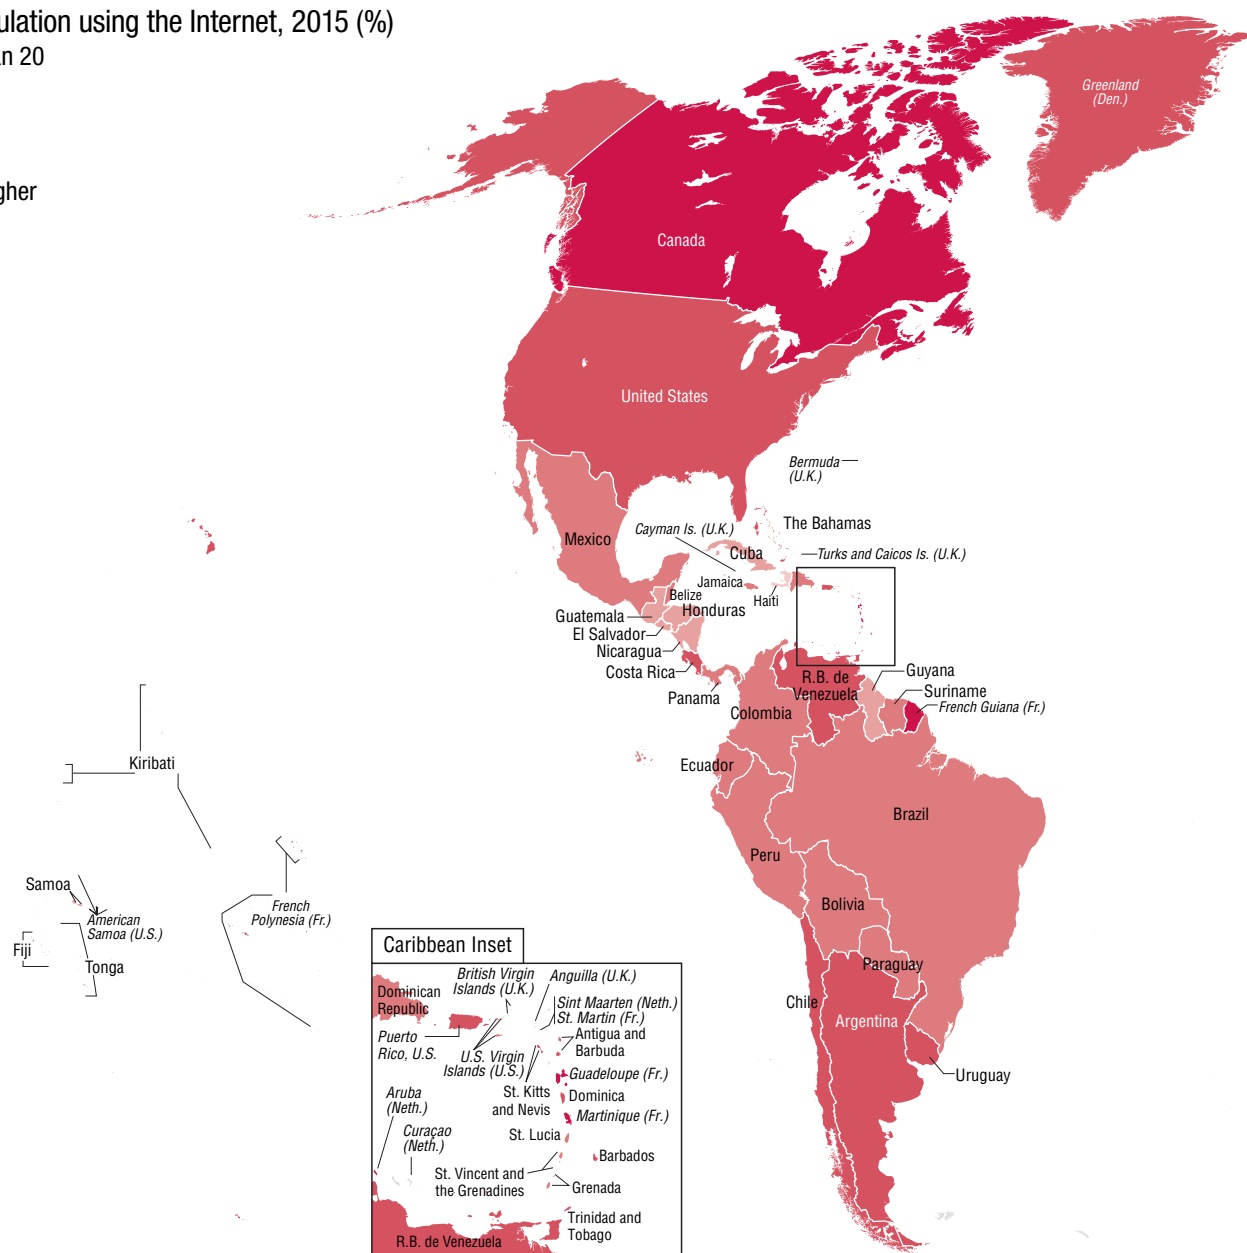 ulation using the Internet, 2015 (%)
an 20
gher
Greenland
(Den.)
Canada
United States
Bermuda
(U.K.)
The Bahamas
Cayman Is. (U.K.)
Mexico
Cuba
Turks and Caicos Is. (U.K.)
Jamaica
Belize
Haiti
Honduras
Guatemala
El Salvador
Nicaragua
Costa Rica
Panama
R.B. de
Venezuela
Guyana
Suriname
French Guiana (Fr.)
Colombia
Kiribati
Ecuador
Brazil
Peru
Samoa
American
Samoa (U.S.)
French
Polynesia (Fr.)
Bolivia
Fiji
Tonga
Paraguay
Chile
Argentina
Uruguay
Caribbean Inset
Dominican
Republic
British Virgin
Islands (U.K.)
Anguilla (U.K.)
Sint Maarten (Neth.)
St. Martin (Fr.)
Puerto
Rico, U.S.
U.S. Virgin
Islands (U.S.)
Antigua and
Barbuda
St. Kitts
and Nevis
Guadeloupe (Fr.)
Dominica
Aruba
(Neth.)
Martinique (Fr.)
Curaçao
(Neth.)
St. Lucia
Barbados
St. Vincent and
the Grenadines
Grenada
Trinidad and
Tobago
R.B. de Venezuela